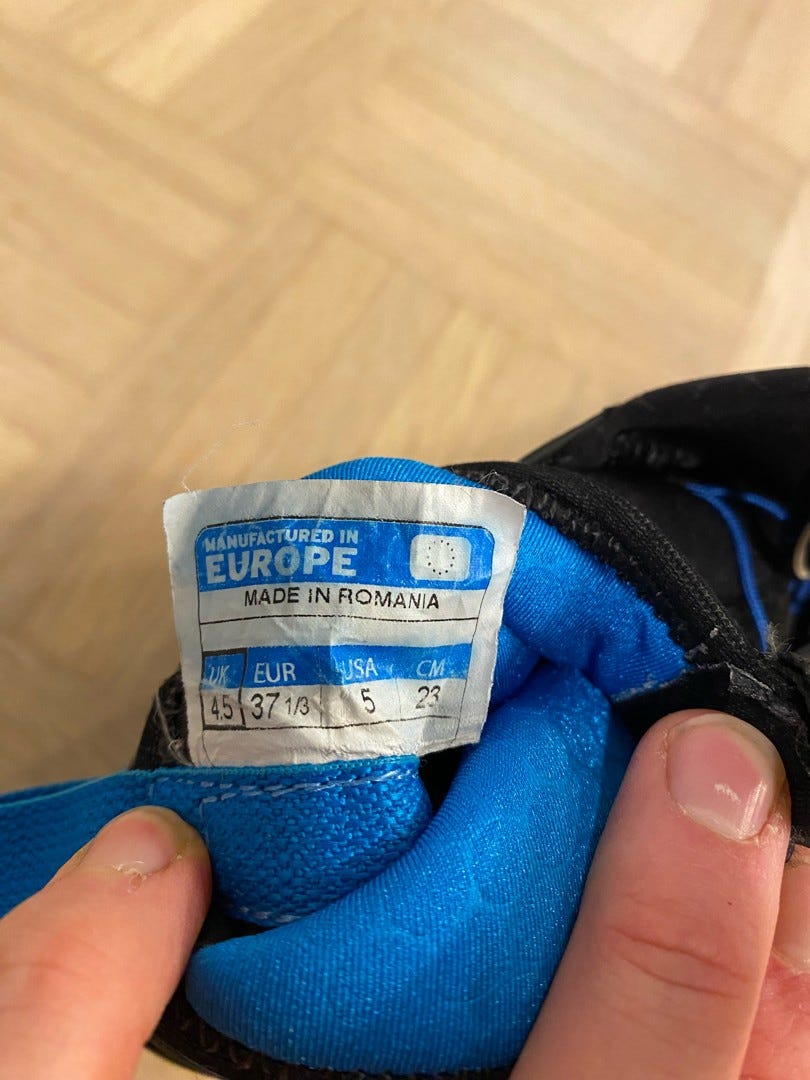 MANUFACTURED IN
EUROPE
MADE IN ROMANIA
UK EUR USA CM
4.5 37 1/3 5 23